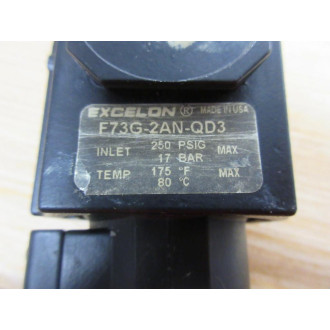 EXCELON MADE IN USA
F73G-2AN-QD3
INLET 250 PSIG MAX
17 BAR
TEMP 175 °F MAX
80 °C